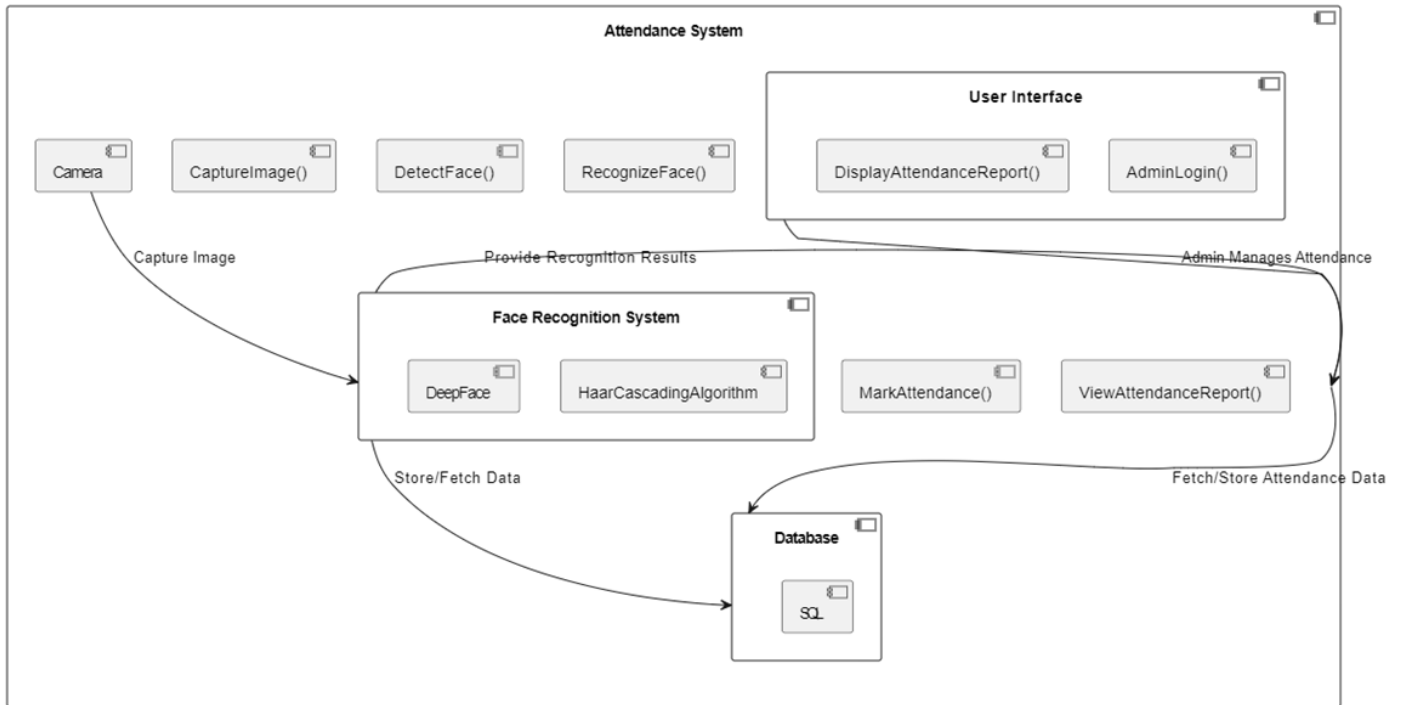 Attendance System
User Interface
Camera
CaptureImage()
DetectFace()
RecognizeFace()
DisplayAttendanceReport()
AdminLogin()
Capture Image
Provide Recognition Results
Admin Manages Attendance
Face Recognition System
DeepFace
HaarCascadingAlgorithm
MarkAttendance()
ViewAttendanceReport()
Store/Fetch Data
Fetch/Store Attendance Data
Database
SQL